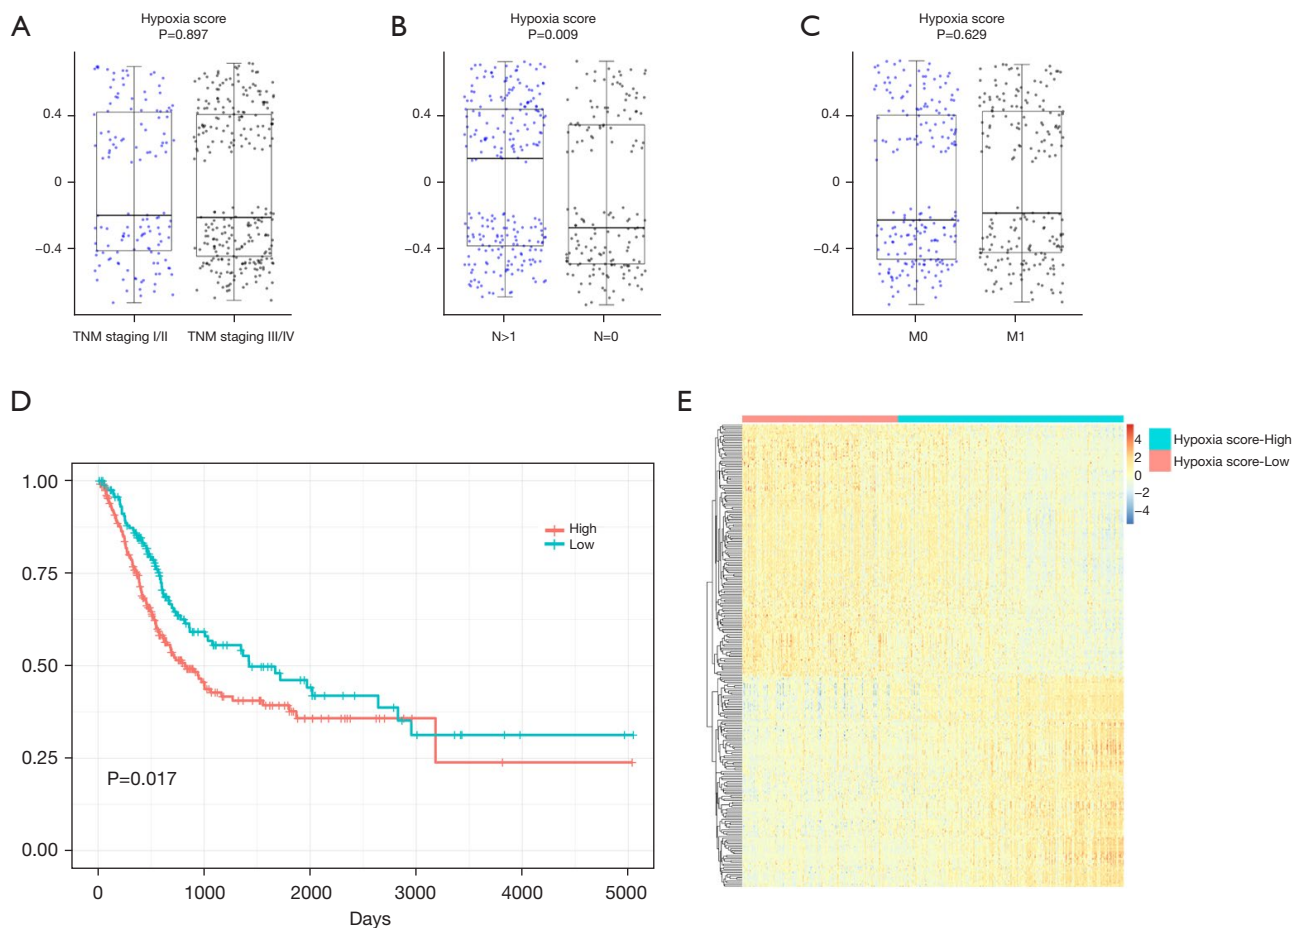 A
Hypoxia score
P=0.897
0.4
0
−0.4
TNM staging I/II
TNM staging III/IV
B
Hypoxia score
P=0.009
0.4
0
−0.4
N>1
N=0
C
Hypoxia score
P=0.629
0.4
0
−0.4
M0
M1
D
1.00
0.75
0.50
0.25
0.00
High
Low
P=0.017
0
1000
2000
3000
4000
5000
Days
E
4
2
0
−2
−4
Hypoxia score-High
Hypoxia score-Low